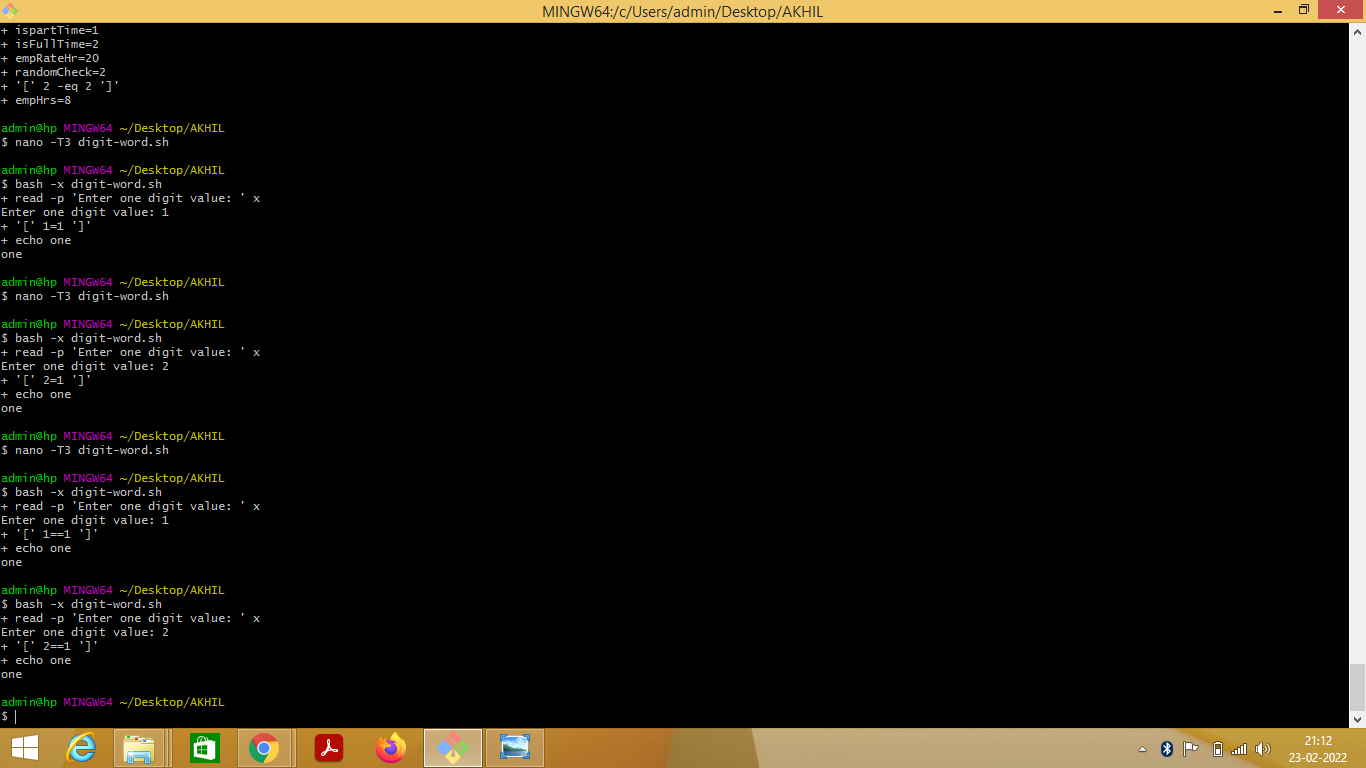 MINGW64:/c/Users/admin/Desktop/AKHIL
+ ispartTime=1
+ isFullTime=2
+ empRateHr=20
+ randomCheck=2
+ '[' 2 -eq 2 ']'
+ empHrs=8
admin@hp MINGW64 ~/Desktop/AKHIL
$ nano -T3 digit-word.sh
admin@hp MINGW64 ~/Desktop/AKHIL
$ bash -x digit-word.sh
+ read -p 'Enter one digit value: ' x
Enter one digit value: 1
+ '[' 1=1 ']'
+ echo one
one
admin@hp MINGW64 ~/Desktop/AKHIL
$ nano -T3 digit-word.sh
admin@hp MINGW64 ~/Desktop/AKHIL
$ bash -x digit-word.sh
+ read -p 'Enter one digit value: ' x
Enter one digit value: 2
+ '[' 2=1 ']'
+ echo one
one
admin@hp MINGW64 ~/Desktop/AKHIL
$ nano -T3 digit-word.sh
admin@hp MINGW64 ~/Desktop/AKHIL
$ bash -x digit-word.sh
+ read -p 'Enter one digit value: ' x
Enter one digit value: 1
+ '[' 1==1 ']'
+ echo one
one
admin@hp MINGW64 ~/Desktop/AKHIL
$ bash -x digit-word.sh
+ read -p 'Enter one digit value: ' x
Enter one digit value: 2
+ '[' 2==1 ']'
+ echo one
one
admin@hp MINGW64 ~/Desktop/AKHIL
$
21:12
23-02-2022